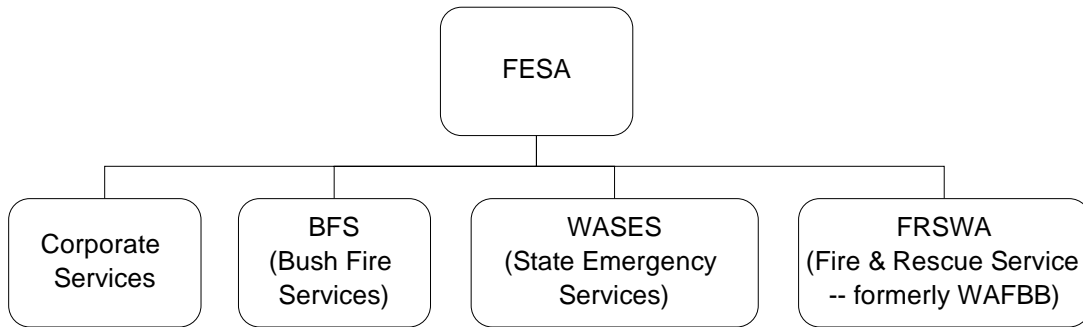 FESA
Corporate
Services
BFS
(Bush Fire
Services)
WASES
(State Emergency
Services)
FRSWA
(Fire & Rescue Service
-- formerly WAFBB)